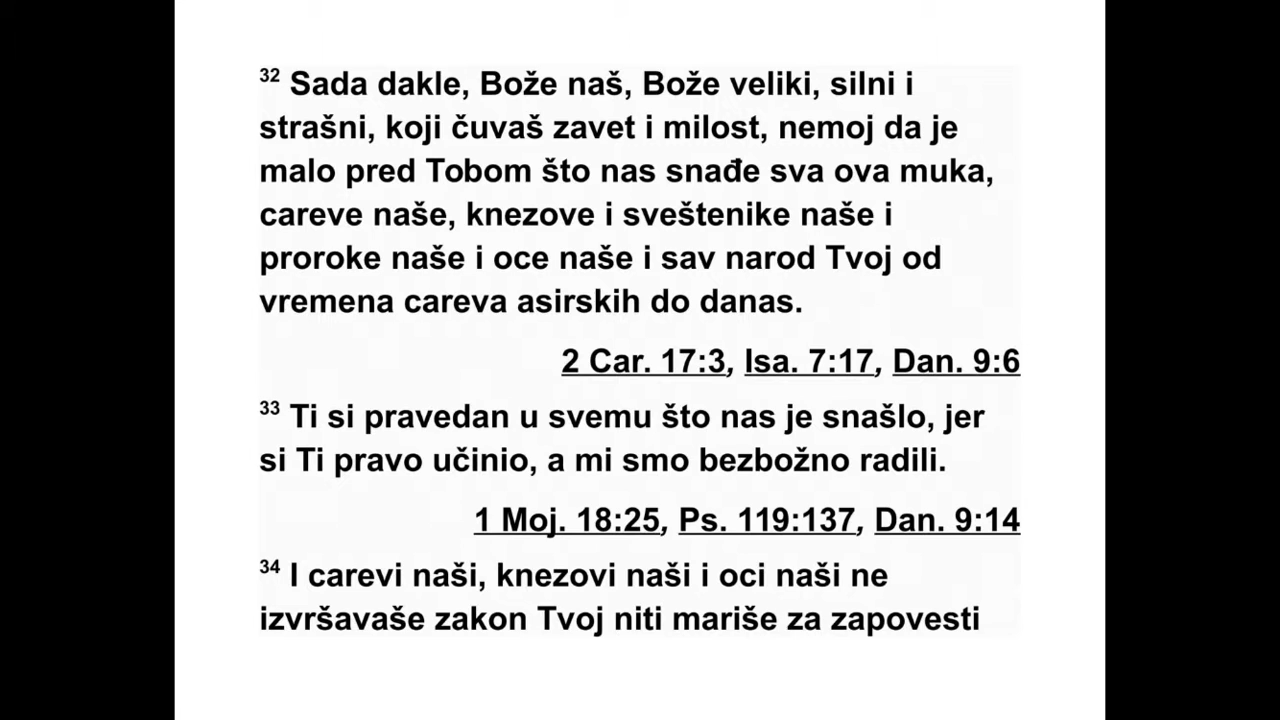 32 Sada dakle, Bože naš, Bože veliki, silni i
strašni, koji čuvaš zavet i milost, nemoj da je
malo pred Tobom što nas snađe sva ova muka,
careve naše, knezove i sveštenike naše i
proroke naše i oce naše i sav narod Tvoj od
vremena careva asirskih do danas.
2 Car. 17:3, Isa. 7:17, Dan. 9:6
33 Ti si pravedan u svemu što nas je snašlo, jer
si Ti pravo učinio, a mi smo bezbožno radili.
1 Moj. 18:25, Ps. 119:137, Dan. 9:14
34 I carevi naši, knezovi naši i oci naši ne
izvršavaše zakon Tvoj niti mariše za zapovesti